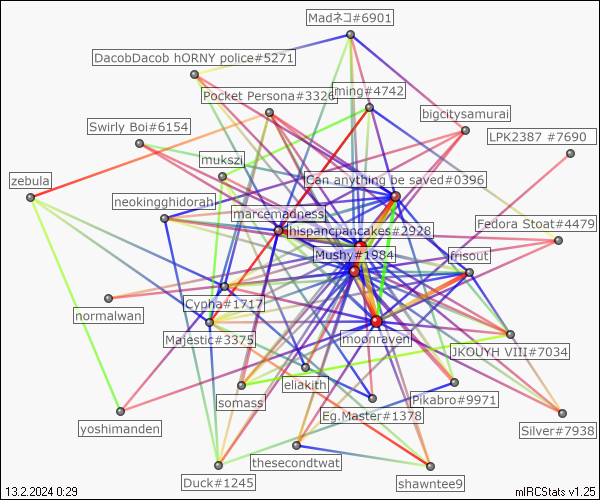 Madネコ#6901
DacobDacob hORNY police#5271
ming#4742
Pocket Persona#3326
bigcitysamurai
Swirly Boi#6154
LPK2387 #7690
mukszi
Can anything be saved#0396
zebula
neokingghidorah
marcemadness
Fedora Stoat#4479
hispancpancakes#2928
Mushy#1984
frisout
Cypha#1717
normalwan
Majestic#3375
moonraven
JKOUYH VIII#7034
eliakith
somass
Pikabro#9971
Eg.Master#1378
yoshimanden
Silver#7938
thesecondtwat
Duck#1245
shawntee9
13.2.2024 0:29
mIRCStats v1.25